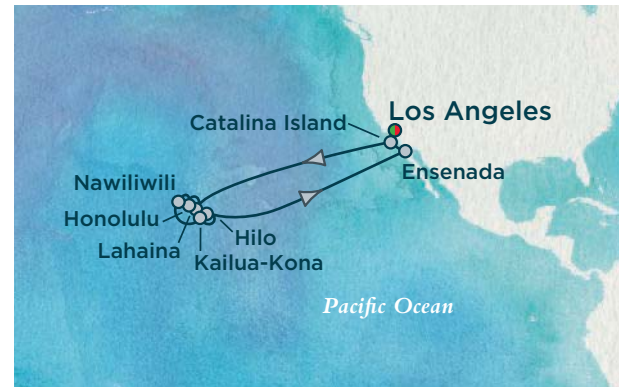 Los Angeles
Catalina Island
Ensenada
Nawiliwili
Honolulu
Lahaina
Hilo
Kailua-Kona
Pacific Ocean